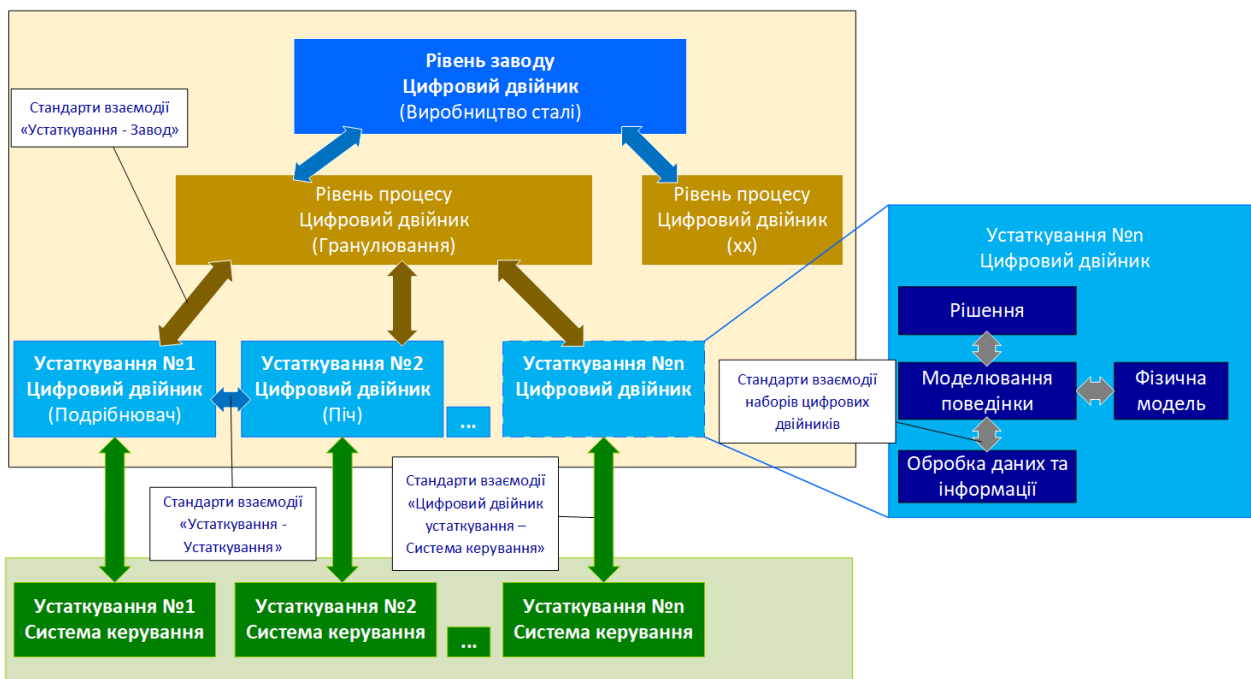 Рівень заводу
Цифровий двійник
(Виробництво сталі)
Стандарти взаємодії
«Устаткування - Завод»
Рівень процесу
Цифровий двійник
(Гранулювання)
Рівень процесу
Цифровий двійник
(хх)
Устаткування №n
Цифровий двійник
Рішення
Моделювання
поведінки
Фізична
модель
Обробка даних та
інформації
Стандарти взаємодії
наборів цифрових
двійників
Устаткування №1
Цифровий двійник
(Подрібнювач)
Устаткування №2
Цифровий двійник
(Піч)
...
Устаткування №n
Цифровий двійник
Стандарти взаємодії
«Устаткування -
Устаткування»
Стандарти взаємодії
«Цифровий двійник
устаткування –
Система керування»
Устаткування №1
Система керування
Устаткування №2
Система керування
...
Устаткування №n
Система керування